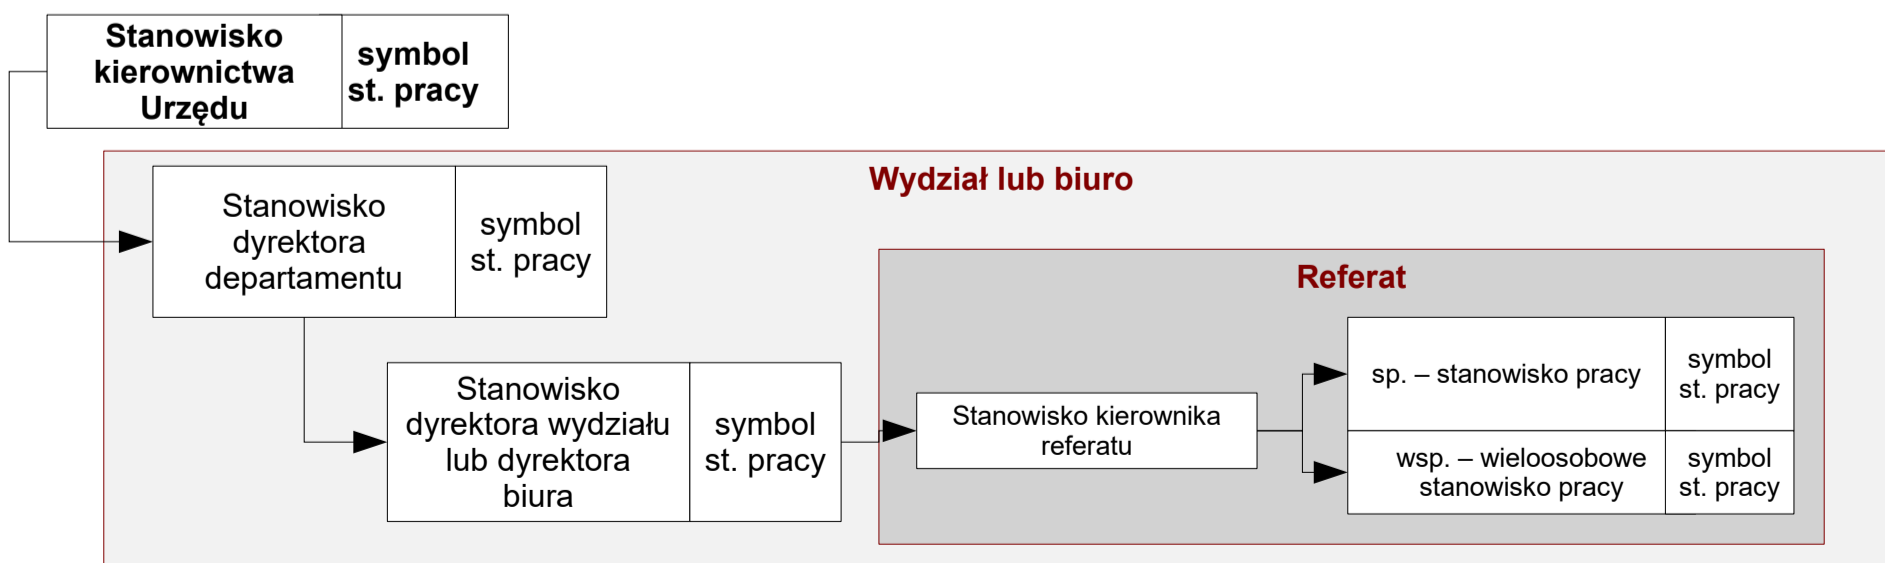 Stanowisko
kierownictwa
Urzędu
symbol
st. pracy
Wydział lub biuro
Stanowisko
dyrektora
departamentu
symbol
st. pracy
Stanowisko
dyrektora wydziału
lub dyrektora
biura
symbol
st. pracy
Referat
Stanowisko kierownika
referatu
sp. – stanowisko pracy
symbol
st. pracy
wsp. – wieloosobowe
stanowisko pracy
symbol
st. pracy